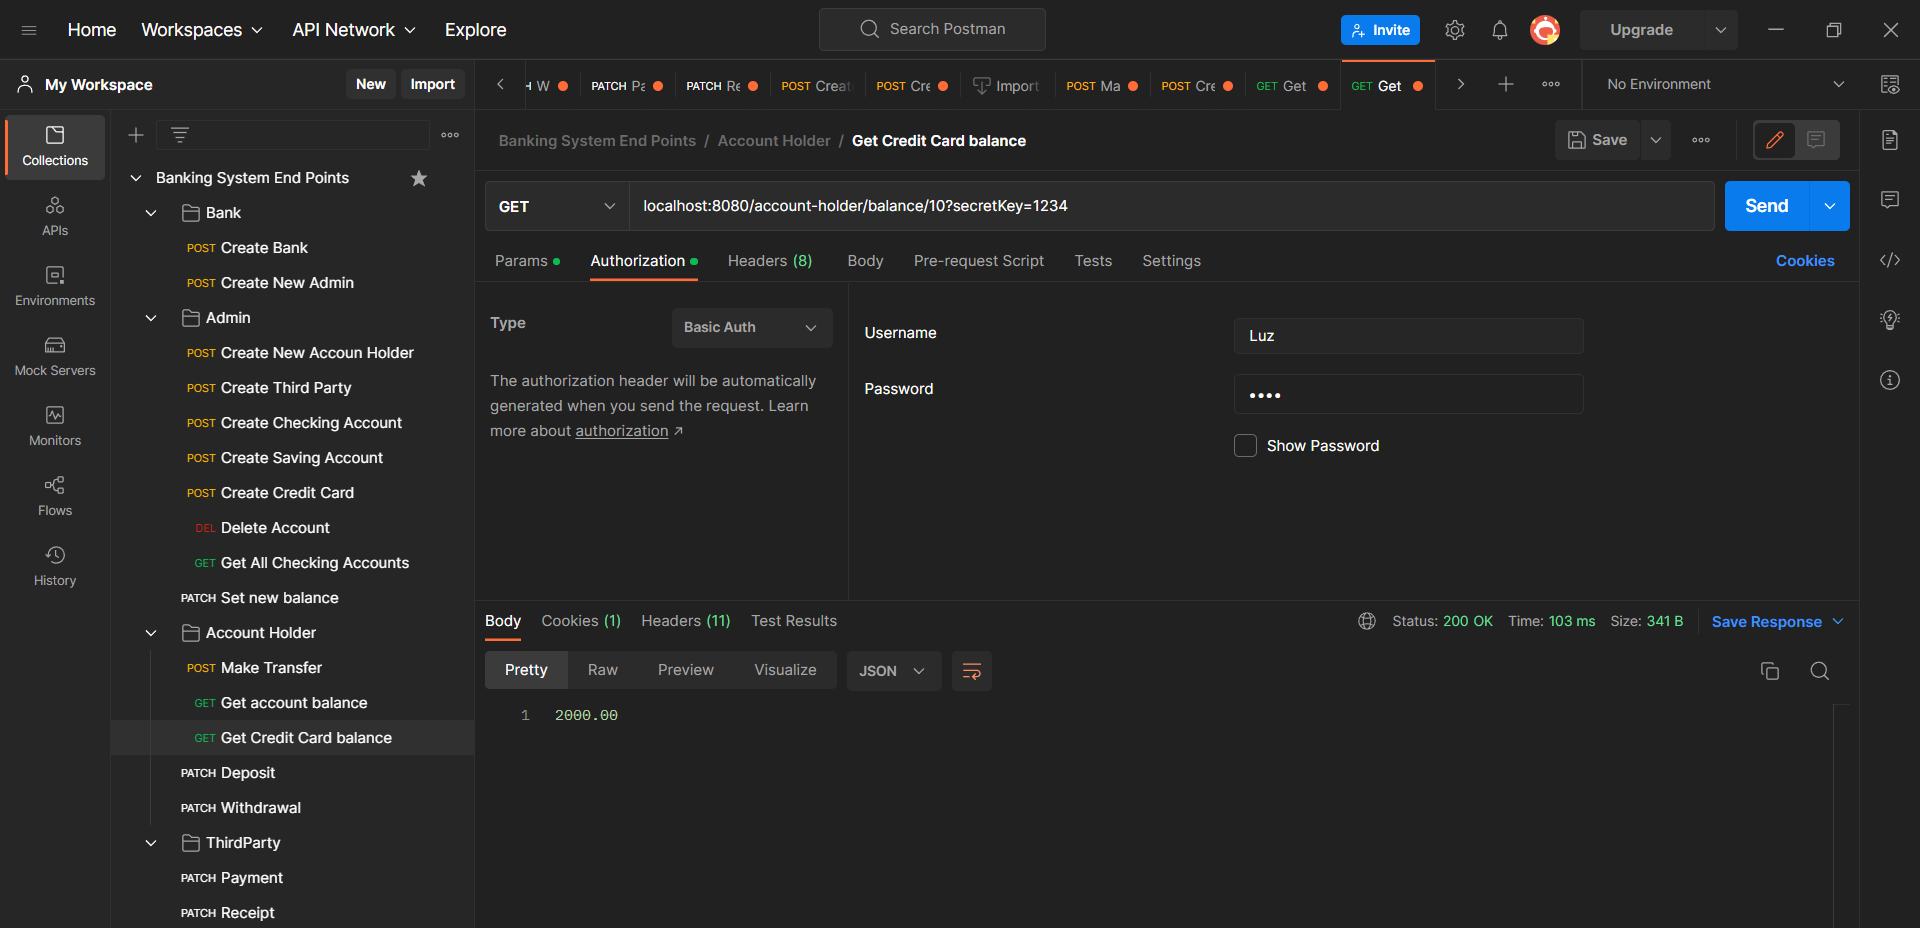 Home Workspaces API Network Explore Search Postman Invite Upgrade
My Workspace New Import
W PATCH Pa PATCH Re POST Creat POST Cre Import POST Ma POST Cre GET Get GET Get No Environment
Collections
APIs
Environments
Mock Servers
Monitors
Flows
History
Banking System End Points
Bank
POST Create Bank
POST Create New Admin
Admin
POST Create New Accoun Holder
POST Create Third Party
POST Create Checking Account
POST Create Saving Account
POST Create Credit Card
DEL Delete Account
GET Get All Checking Accounts
PATCH Set new balance
Account Holder
POST Make Transfer
GET Get account balance
GET Get Credit Card balance
PATCH Deposit
PATCH Withdrawal
ThirdParty
PATCH Payment
PATCH Receipt
Banking System End Points / Account Holder / Get Credit Card balance Save
GET localhost:8080/account-holder/balance/10?secretKey=1234 Send
Params Authorization Headers (8) Body Pre-request Script Tests Settings Cookies
Type Basic Auth
The authorization header will be automatically
generated when you send the request. Learn
more about authorization ↗
Username Luz
Password ••••
Show Password
Body Cookies (1) Headers (11) Test Results Status: 200 OK Time: 103 ms Size: 341 B Save Response
Pretty Raw Preview Visualize JSON
1 2000.00